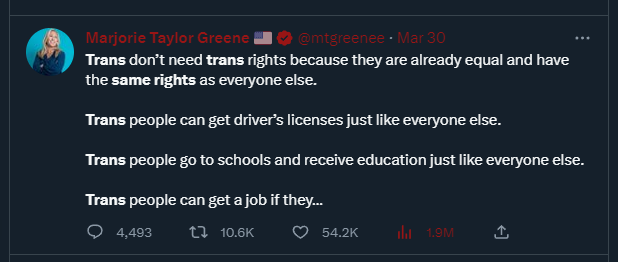 Marjorie Taylor Greene 🇺🇸 @mtgreenee · Mar 30
Trans don’t need trans rights because they are already equal and have
the same rights as everyone else.
Trans people can get driver’s licenses just like everyone else.
Trans people go to schools and receive education just like everyone else.
Trans people can get a job if they...
4,493 10.6K 54.2K 1.9M